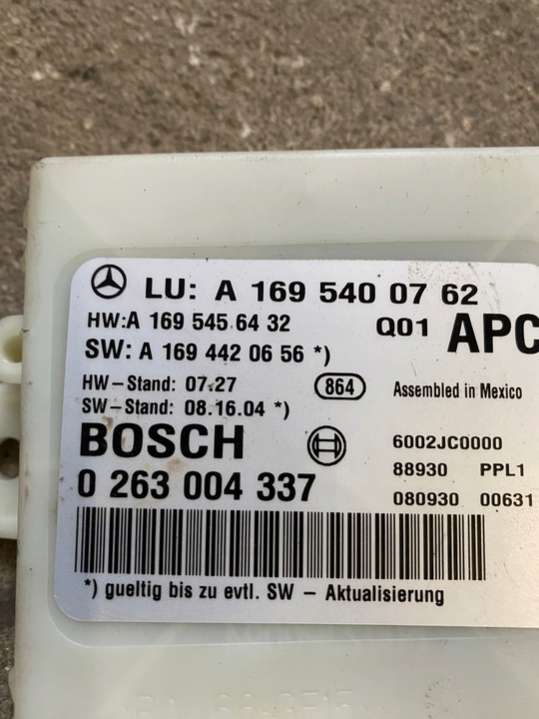 LU: A 169 540 07 62
HW:A 169 545 64 32 Q01 APC
SW: A 169 442 06 56 *)
HW-Stand: 07.27 864 Assembled in Mexico
SW-Stand: 08.16.04 *)
BOSCH 6002JC0000
0 263 004 337 88930 PPL1
080930 00631
*) gueltig bis zu evtl. SW - Aktualisierung